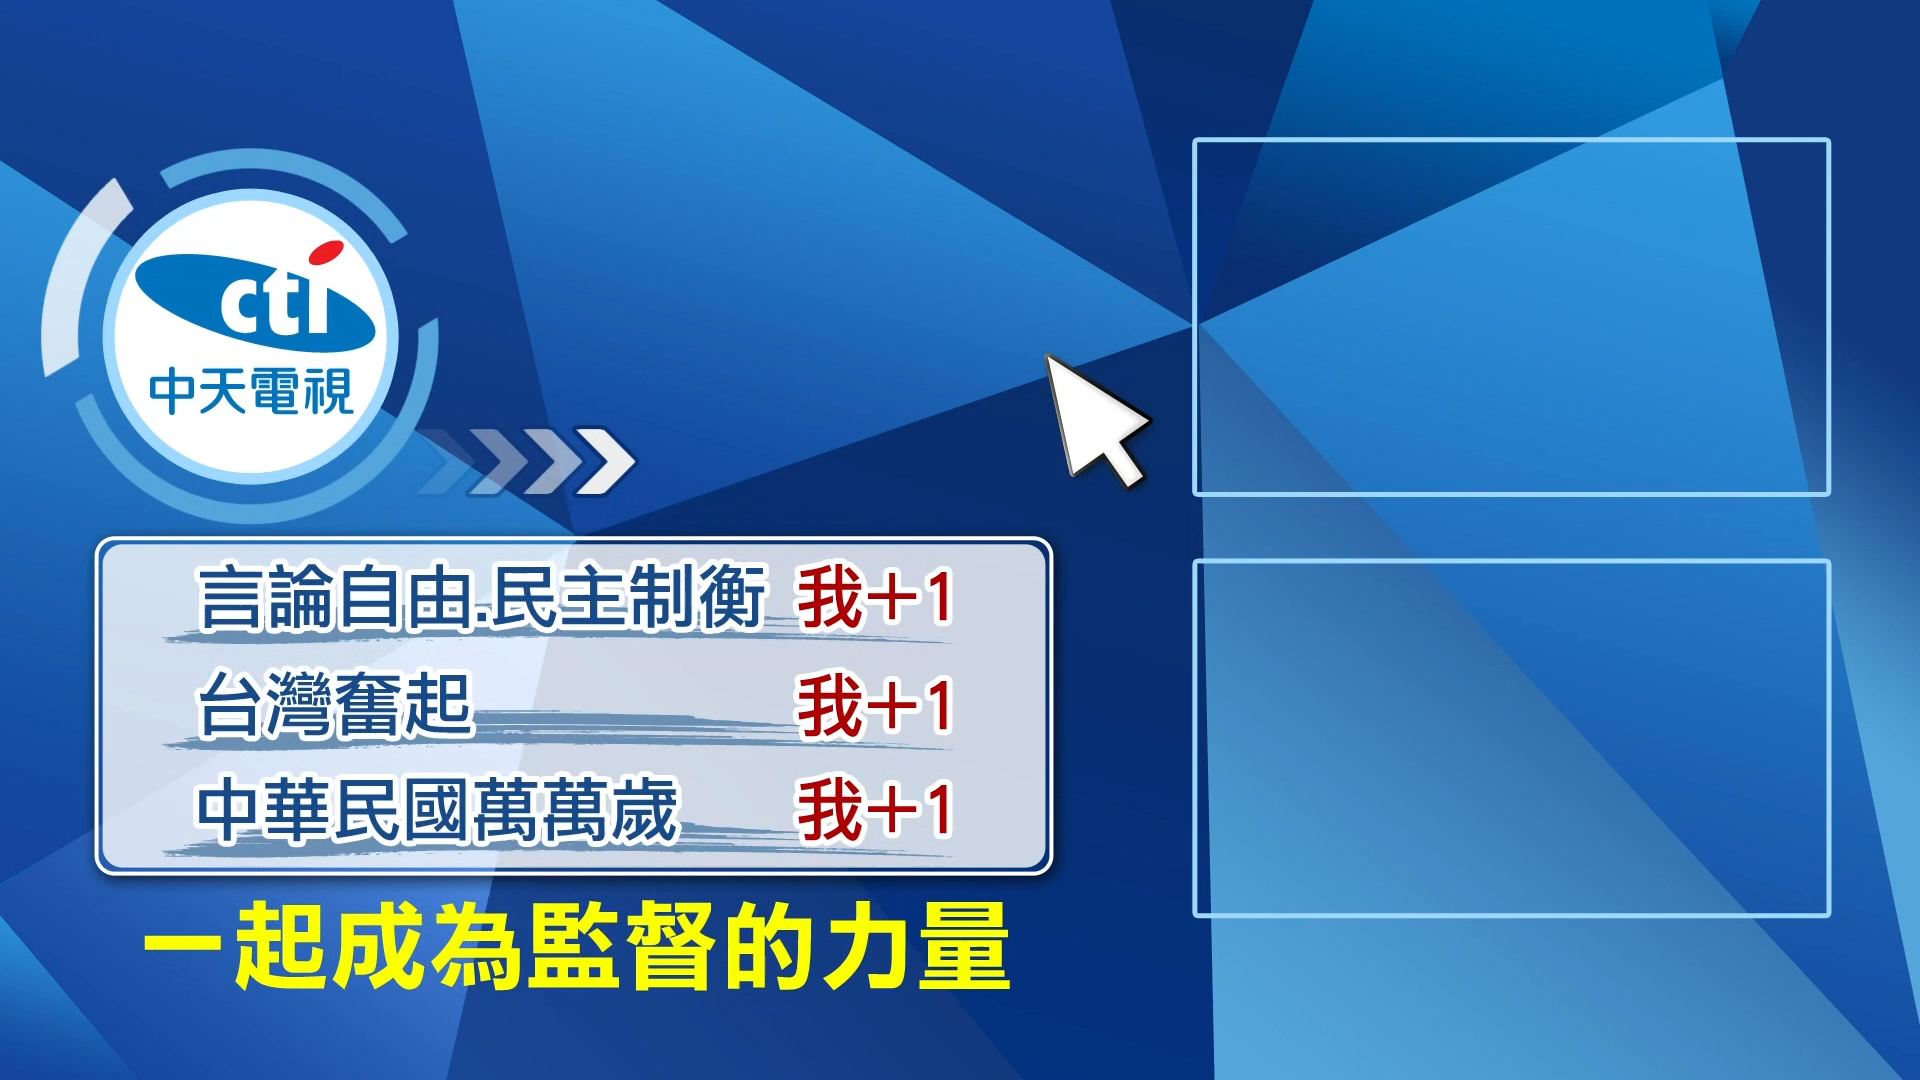 cti
中天電視
言論自由.民主制衡 我+1
台灣奮起 我+1
中華民國萬萬歲 我+1
一起成為監督的力量